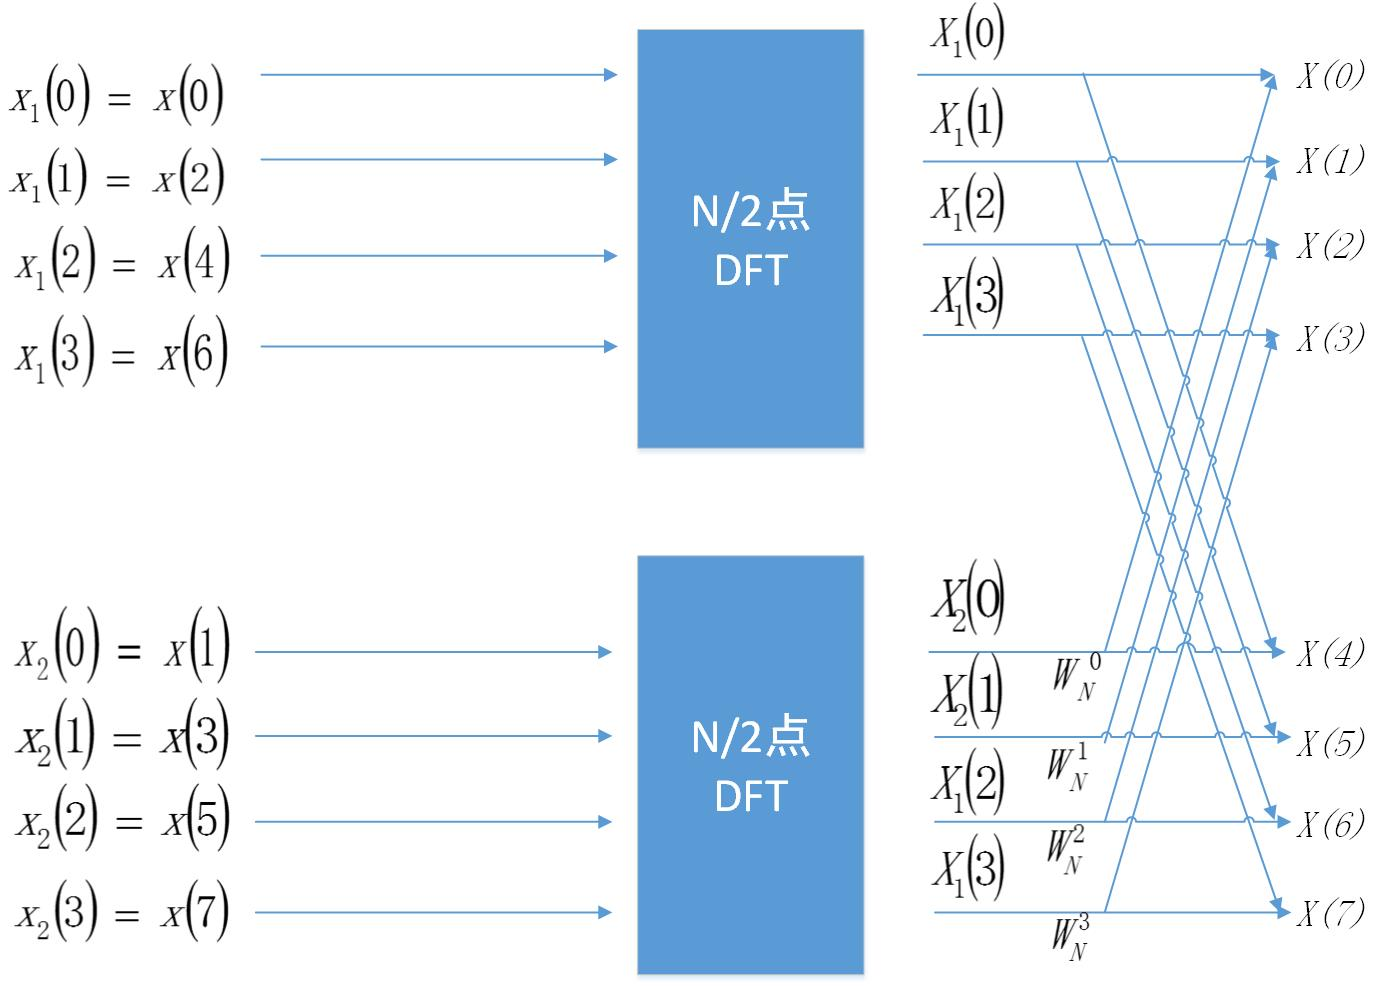 x₁(0) = x(0)
x₁(1) = x(2)
x₁(2) = x(4)
x₁(3) = x(6)
N/2点
DFT
X₁(0)
X₁(1)
X₁(2)
X₁(3)
X(0)
X(1)
X(2)
X(3)
x₂(0) = x(1)
x₂(1) = x(3)
x₂(2) = x(5)
x₂(3) = x(7)
N/2点
DFT
X₂(0)
W_N^0
X₂(1)
W_N^1
X₁(2)
W_N^2
X₁(3)
W_N^3
X(4)
X(5)
X(6)
X(7)